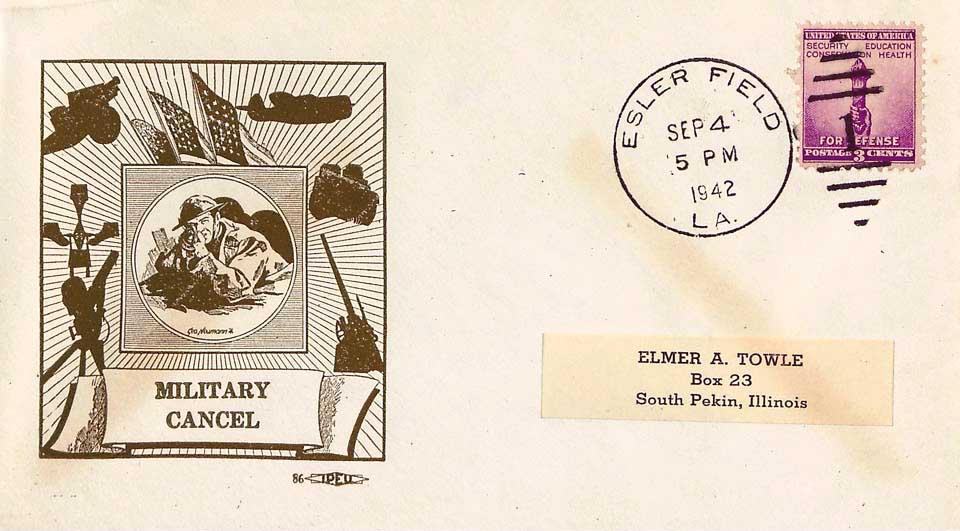 ESLER FIELD
SEP 4
5 PM
1942
LA.
UNITED STATES OF AMERICA
SECURITY EDUCATION
CONSERVATION HEALTH
FOR DEFENSE
POSTAGE 3 CENTS
1
MILITARY
CANCEL
86
ELMER A. TOWLE
Box 23
South Pekin, Illinois